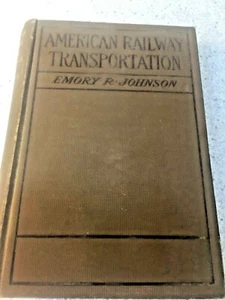 AMERICAN RAILWAY
TRANSPORTATION
EMORY R. JOHNSON